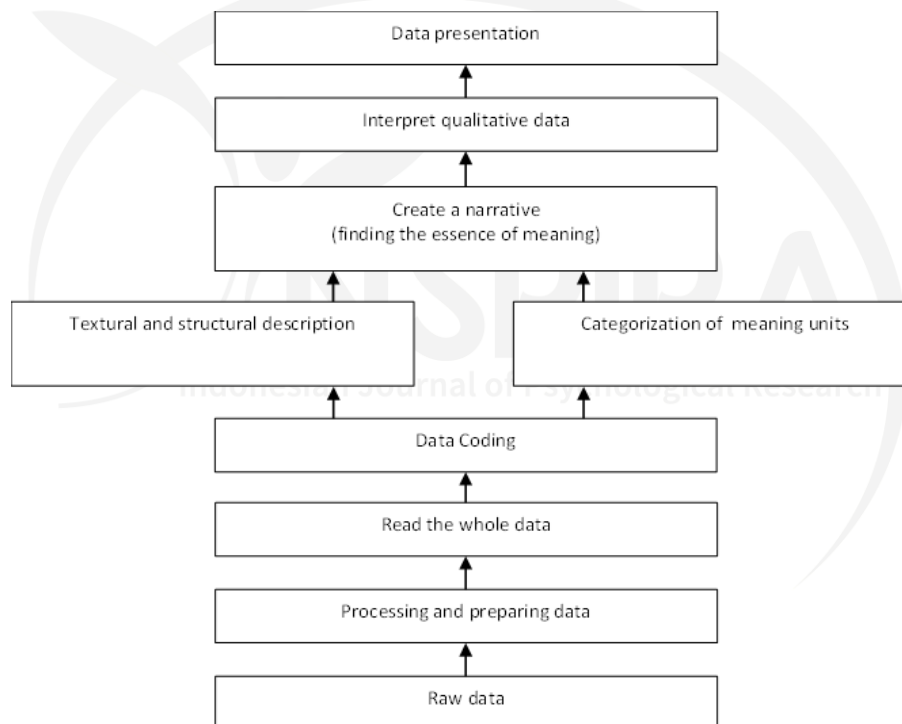 Data presentation
Interpret qualitative data
Create a narrative
(finding the essence of meaning)
Textural and structural description
Categorization of meaning units
INSPIRA
Indonesian Journal of Psychological Research
Data Coding
Read the whole data
Processing and preparing data
Raw data